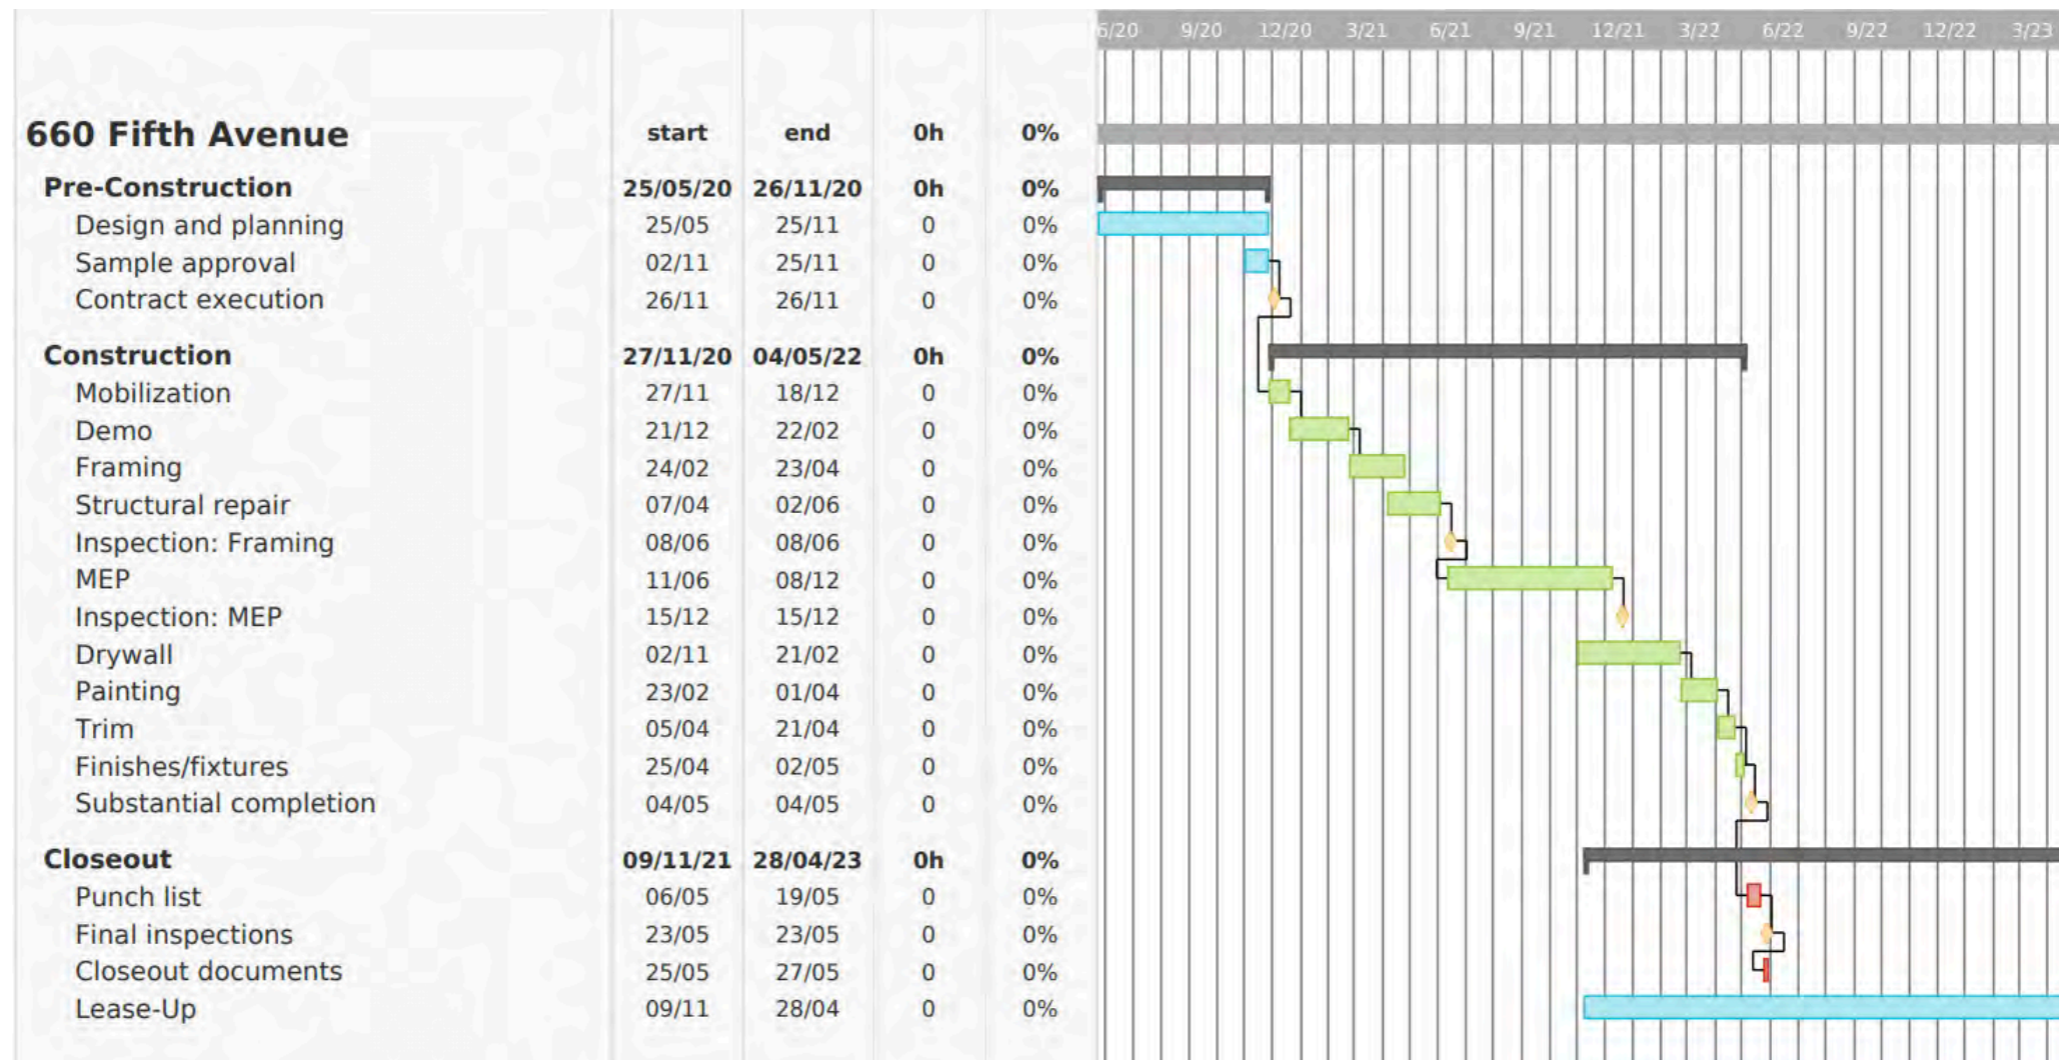 6/20 9/20 12/20 3/21 6/21 9/21 12/21 3/22 6/22 9/22 12/22 3/23
660 Fifth Avenue start end 0h 0%
Pre-Construction 25/05/20 26/11/20 0h 0%
Design and planning 25/05 25/11 0 0%
Sample approval 02/11 25/11 0 0%
Contract execution 26/11 26/11 0 0%
Construction 27/11/20 04/05/22 0h 0%
Mobilization 27/11 18/12 0 0%
Demo 21/12 22/02 0 0%
Framing 24/02 23/04 0 0%
Structural repair 07/04 02/06 0 0%
Inspection: Framing 08/06 08/06 0 0%
MEP 11/06 08/12 0 0%
Inspection: MEP 15/12 15/12 0 0%
Drywall 02/11 21/02 0 0%
Painting 23/02 01/04 0 0%
Trim 05/04 21/04 0 0%
Finishes/fixtures 25/04 02/05 0 0%
Substantial completion 04/05 04/05 0 0%
Closeout 09/11/21 28/04/23 0h 0%
Punch list 06/05 19/05 0 0%
Final inspections 23/05 23/05 0 0%
Closeout documents 25/05 27/05 0 0%
Lease-Up 09/11 28/04 0 0%